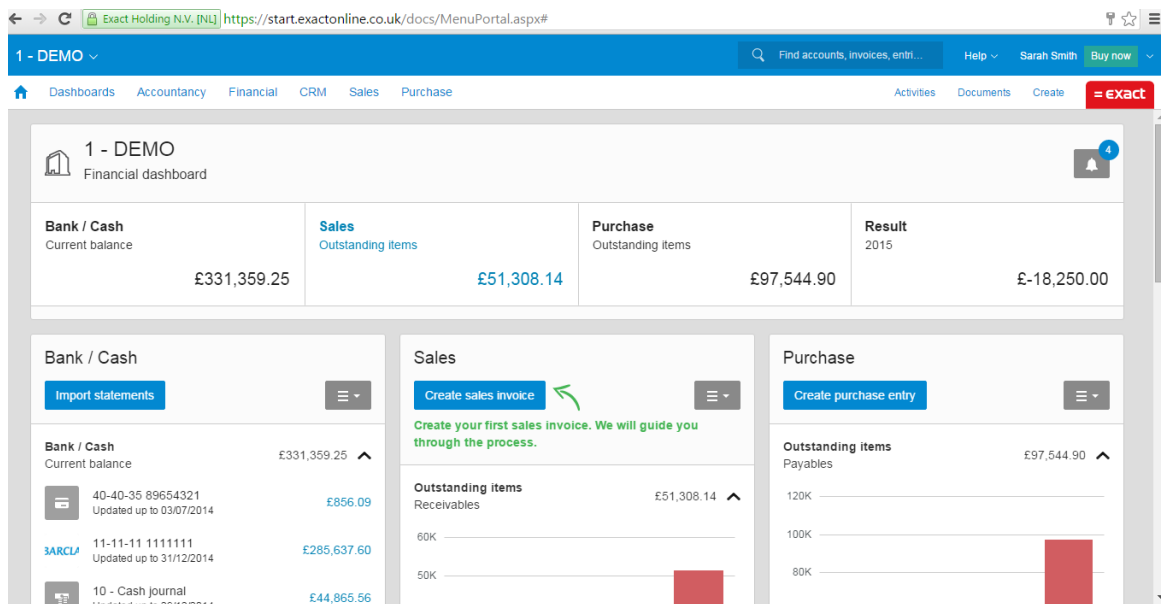 Exact Holding N.V. [NL] https://start.exactonline.co.uk/docs/MenuPortal.aspx#
1 - DEMO
Find accounts, invoices, entri...
Help
Sarah Smith
Buy now
Dashboards Accountancy Financial CRM Sales Purchase
Activities Documents Create
= exact
1 - DEMO
Financial dashboard
4
Bank / Cash
Current balance
£331,359.25
Sales
Outstanding items
£51,308.14
Purchase
Outstanding items
£97,544.90
Result
2015
£-18,250.00
Bank / Cash
Import statements
Bank / Cash
Current balance
£331,359.25
40-40-35 89654321
Updated up to 03/07/2014
£856.09
BARCLA
11-11-11 1111111
Updated up to 31/12/2014
£285,637.60
10 - Cash journal
£44,865.56
Sales
Create sales invoice
Create your first sales invoice. We will guide you
through the process.
Outstanding items
Receivables
£51,308.14
60K
50K
Purchase
Create purchase entry
Outstanding items
Payables
£97,544.90
120K
100K
80K